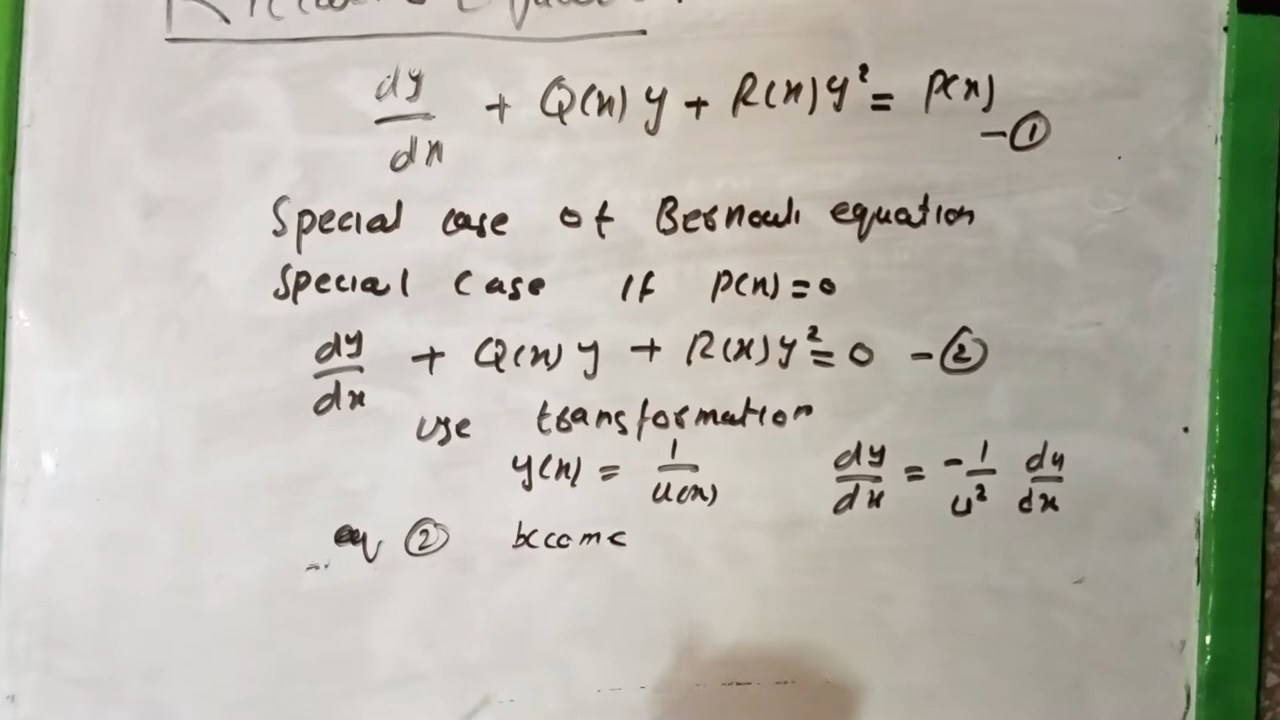 dy/dx + Q(x) y + R(x) y² = P(x) - ①
Special case of Bernouli equation
Special Case If P(x) = 0
dy/dx + Q(x) y + R(x) y² = 0 - ②
use transformation
y(x) = 1/u(x) dy/dx = -1/u² du/dx
eq ② become